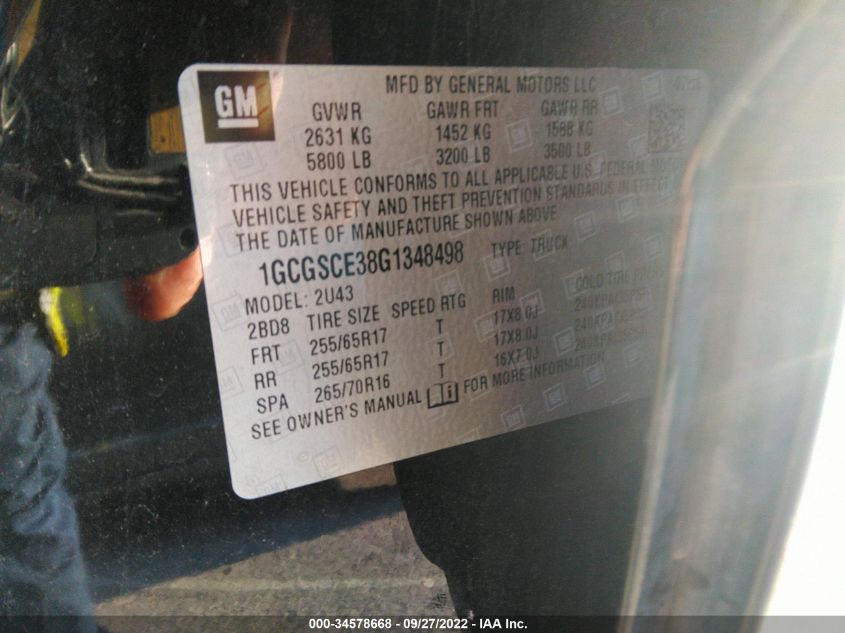 GM
MFD BY GENERAL MOTORS LLC
GVWR GAWR FRT GAWR RR
2631 KG 1452 KG 1588 KG
5800 LB 3200 LB 3500 LB
THIS VEHICLE CONFORMS TO ALL APPLICABLE U.S. FEDERAL MOTOR
VEHICLE SAFETY AND THEFT PREVENTION STANDARDS IN EFFECT
THE DATE OF MANUFACTURE SHOWN ABOVE
1GCGSCE38G1348498 TYPE: TRUCK
MODEL: 2U43
2BD8 TIRE SIZE SPEED RTG RIM COLD TIRE
FRT 255/65R17 T 17X8.0J
RR 255/65R17 T 17X8.0J
SPA 265/70R16 T 16X7.0J
SEE OWNER'S MANUAL FOR MORE INFORMATION
000-34578668 - 09/27/2022 - IAA Inc.